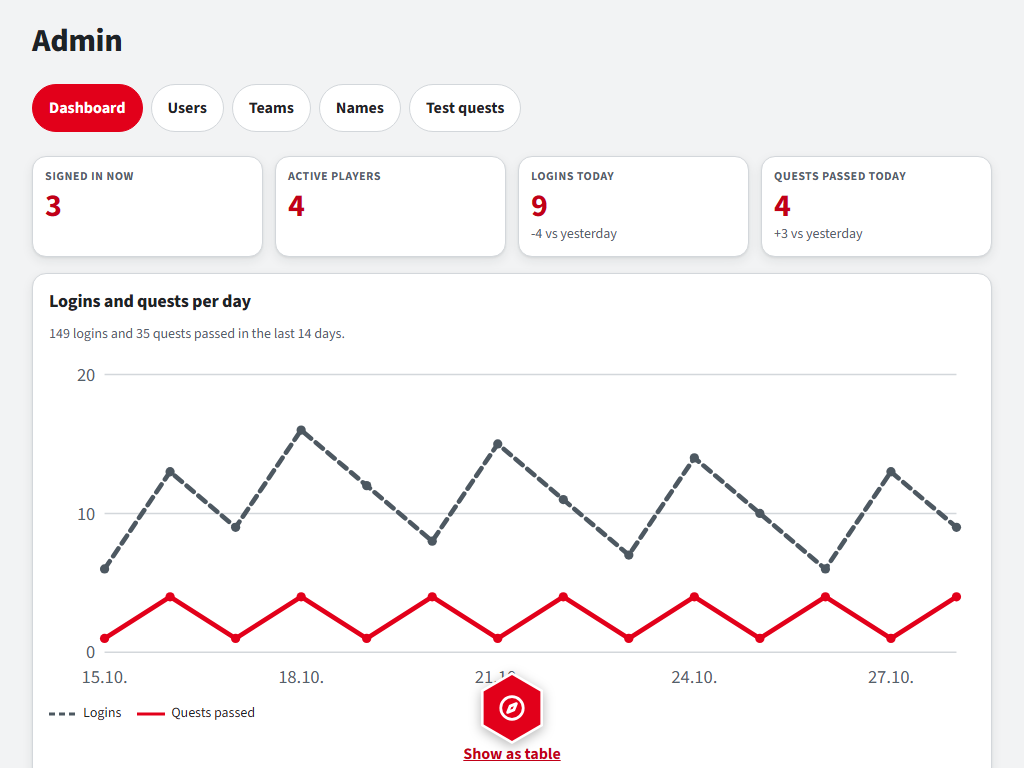 Admin
Dashboard Users Teams Names Test quests
SIGNED IN NOW
3
ACTIVE PLAYERS
4
LOGINS TODAY
9
-4 vs yesterday
QUESTS PASSED TODAY
4
+3 vs yesterday
Logins and quests per day
149 logins and 35 quests passed in the last 14 days.
20
10
0
15.10. 18.10. 24.10. 27.10.
Logins Quests passed
Show as table